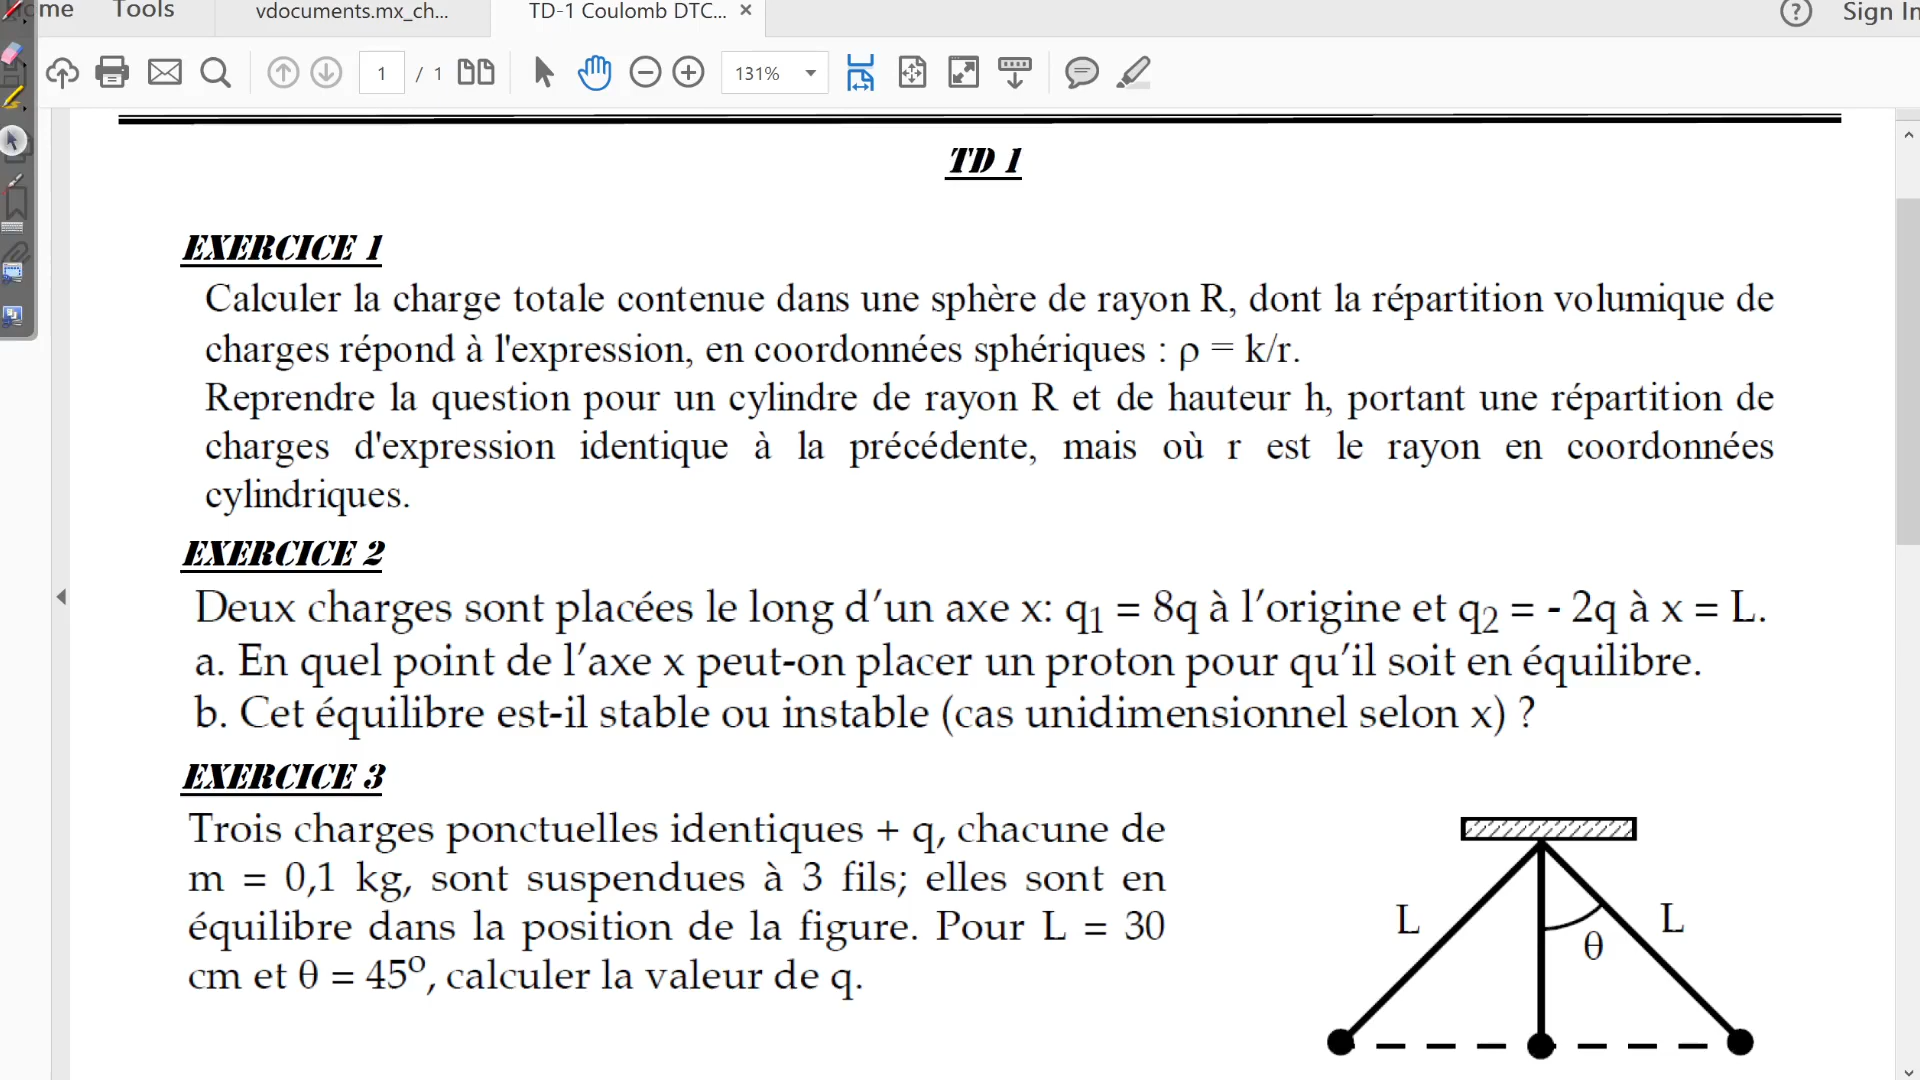 ome Tools vdocuments.mx_ch... TD-1 Coulomb DTC... × ? Sign In
1 / 1 131%
TD 1
EXERCICE 1
Calculer la charge totale contenue dans une sphère de rayon R, dont la répartition volumique de
charges répond à l'expression, en coordonnées sphériques : ρ = k/r.
Reprendre la question pour un cylindre de rayon R et de hauteur h, portant une répartition de
charges d'expression identique à la précédente, mais où r est le rayon en coordonnées
cylindriques.
EXERCICE 2
Deux charges sont placées le long d’un axe x: q₁ = 8q à l’origine et q₂ = - 2q à x = L.
a. En quel point de l’axe x peut-on placer un proton pour qu’il soit en équilibre.
b. Cet équilibre est-il stable ou instable (cas unidimensionnel selon x) ?
EXERCICE 3
Trois charges ponctuelles identiques + q, chacune de
m = 0,1 kg, sont suspendues à 3 fils; elles sont en
équilibre dans la position de la figure. Pour L = 30
cm et θ = 45º, calculer la valeur de q.
L L
θ